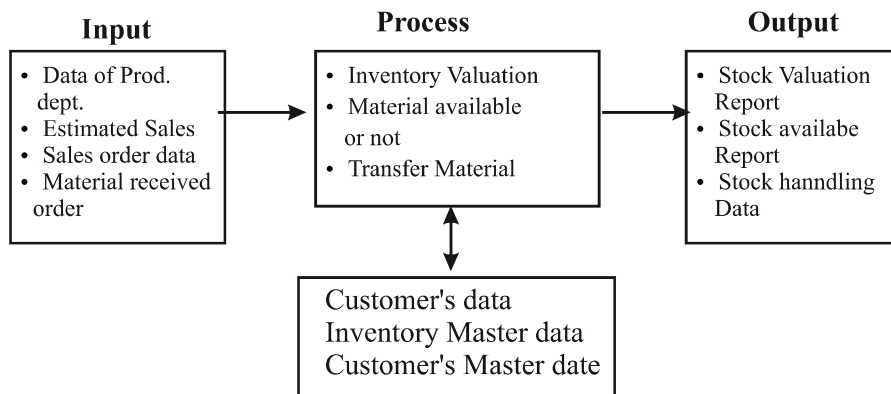 Input
• Data of Prod.
dept.
• Estimated Sales
• Sales order data
• Material received
order
Process
• Inventory Valuation
• Material available
or not
• Transfer Material
Output
• Stock Valuation
Report
• Stock availabe
Report
• Stock hanndling
Data
Customer's data
Inventory Master data
Customer's Master date